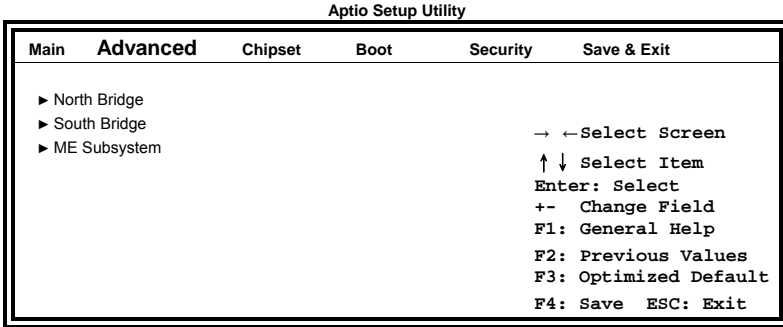 Aptio Setup Utility
Main Advanced Chipset Boot Security Save & Exit
► North Bridge
► South Bridge
► ME Subsystem
→ ←Select Screen
↑↓ Select Item
Enter: Select
+- Change Field
F1: General Help
F2: Previous Values
F3: Optimized Default
F4: Save ESC: Exit